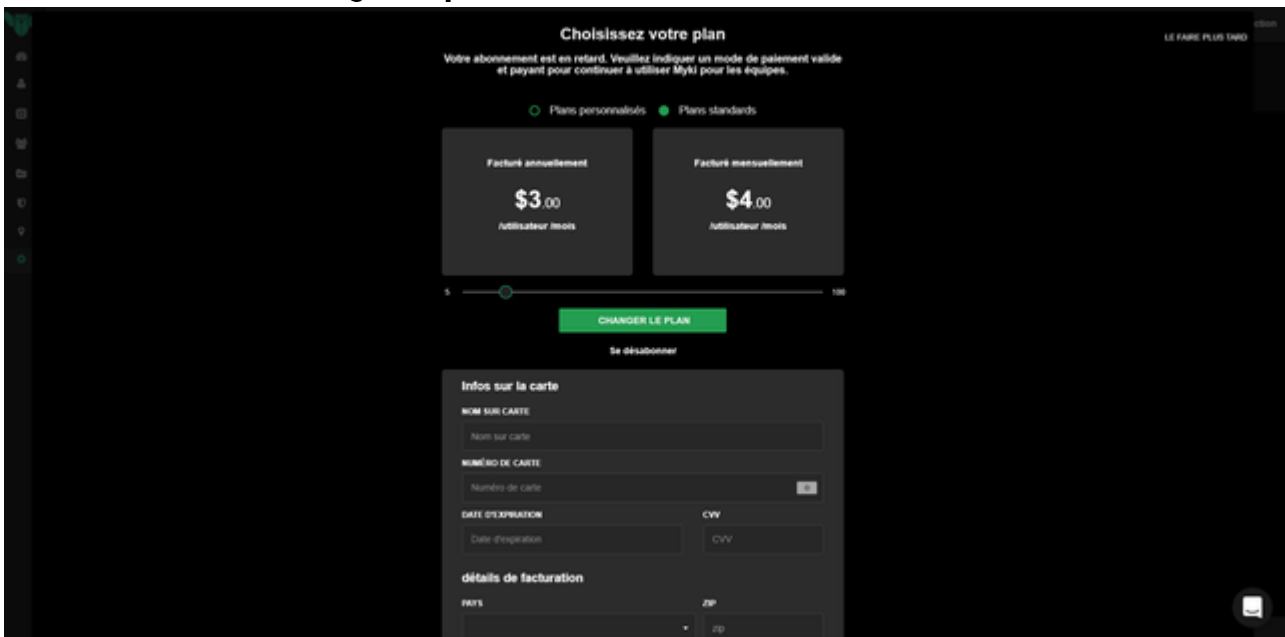 Choisissez votre plan
LE FAIRE PLUS TARD
Votre abonnement est en retard. Veuillez indiquer un mode de paiement valide
et payant pour continuer à utiliser Myki pour les équipes.
Plans personnalisés Plans standards
Facturé annuellement Facturé mensuellement
$3.00 $4.00
/utilisateur /mois /utilisateur /mois
5 100
CHANGER LE PLAN
Se désabonner
Infos sur la carte
NOM SUR CARTE
Nom sur carte
NUMÉRO DE CARTE
Numéro de carte
DATE D'EXPIRATION CVV
Date d'expiration CVV
détails de facturation
PAYS ZIP
zip